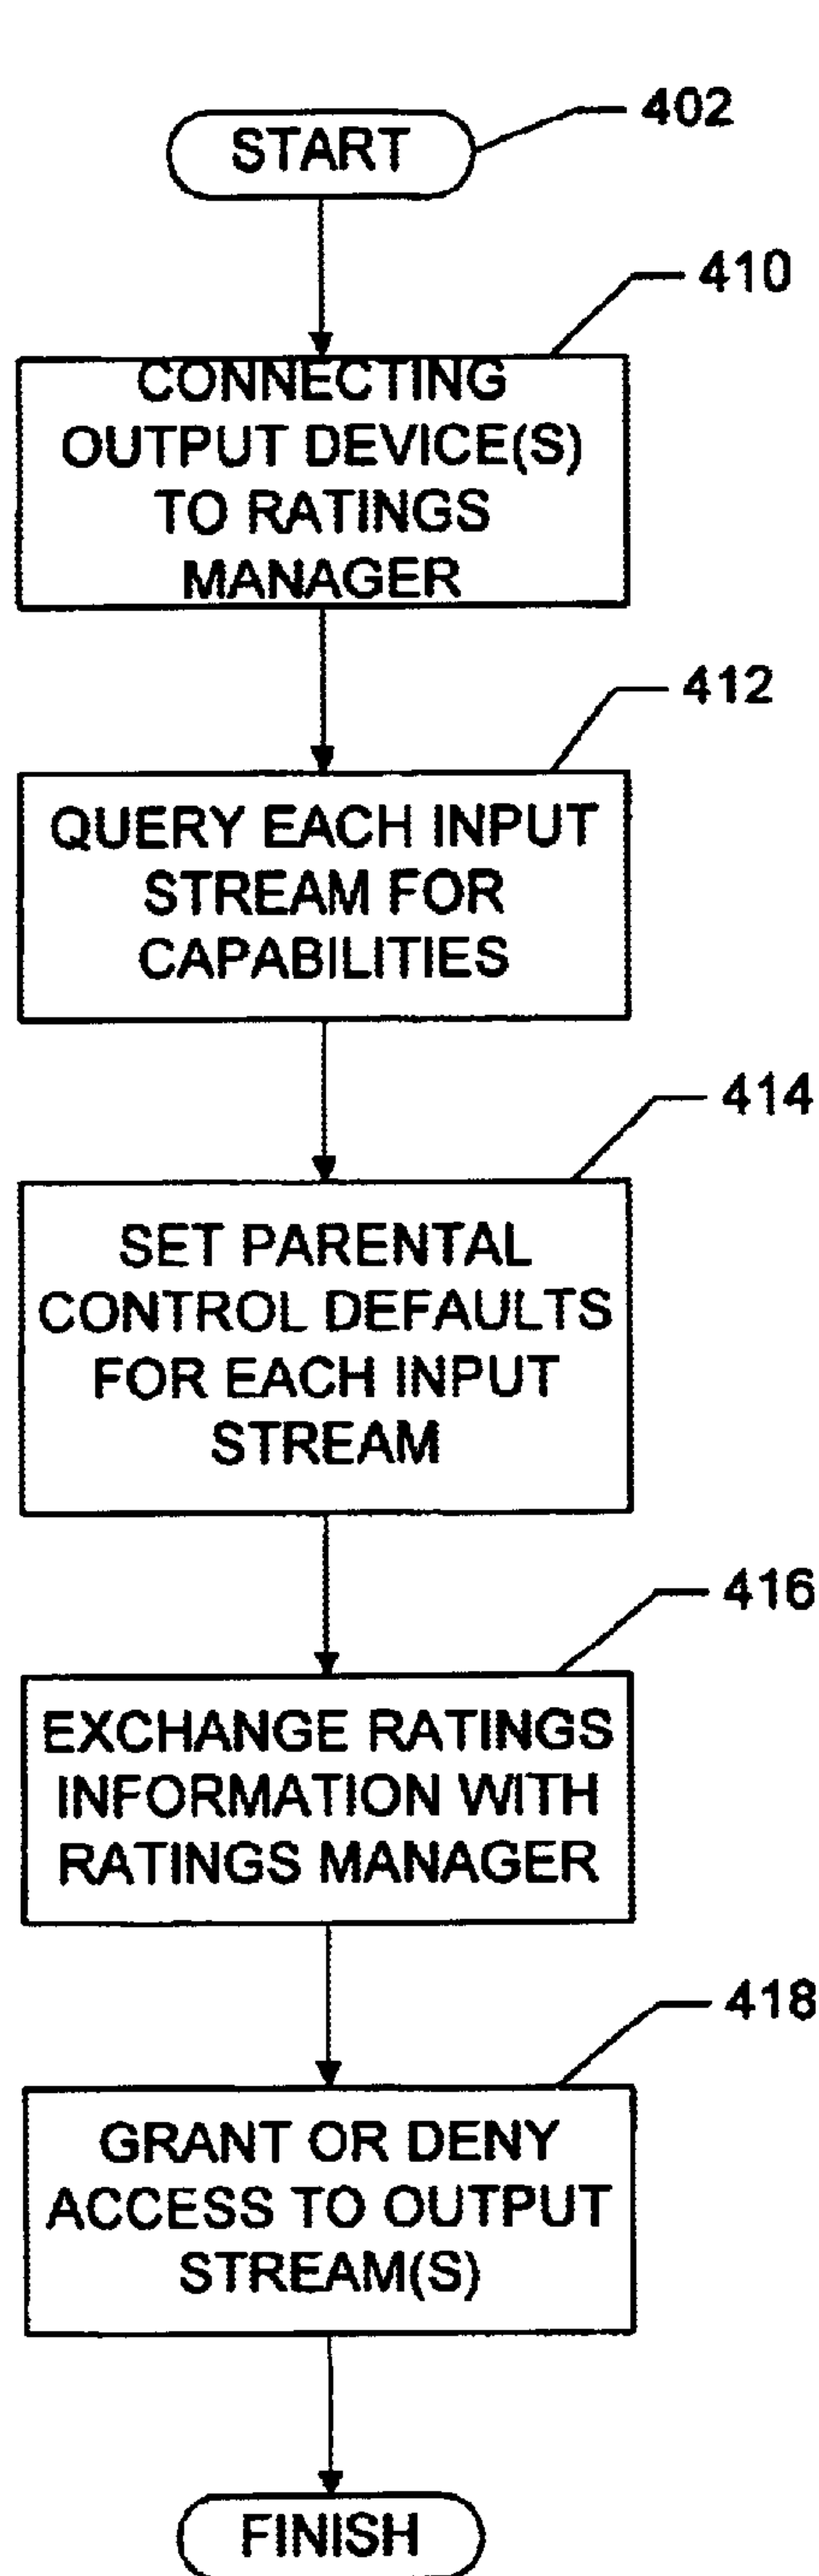 START
402
410
CONNECTING
OUTPUT DEVICE(S)
TO RATINGS
MANAGER
412
QUERY EACH INPUT
STREAM FOR
CAPABILITIES
414
SET PARENTAL
CONTROL DEFAULTS
FOR EACH INPUT
STREAM
416
EXCHANGE RATINGS
INFORMATION WITH
RATINGS MANAGER
418
GRANT OR DENY
ACCESS TO OUTPUT
STREAM(S)
FINISH